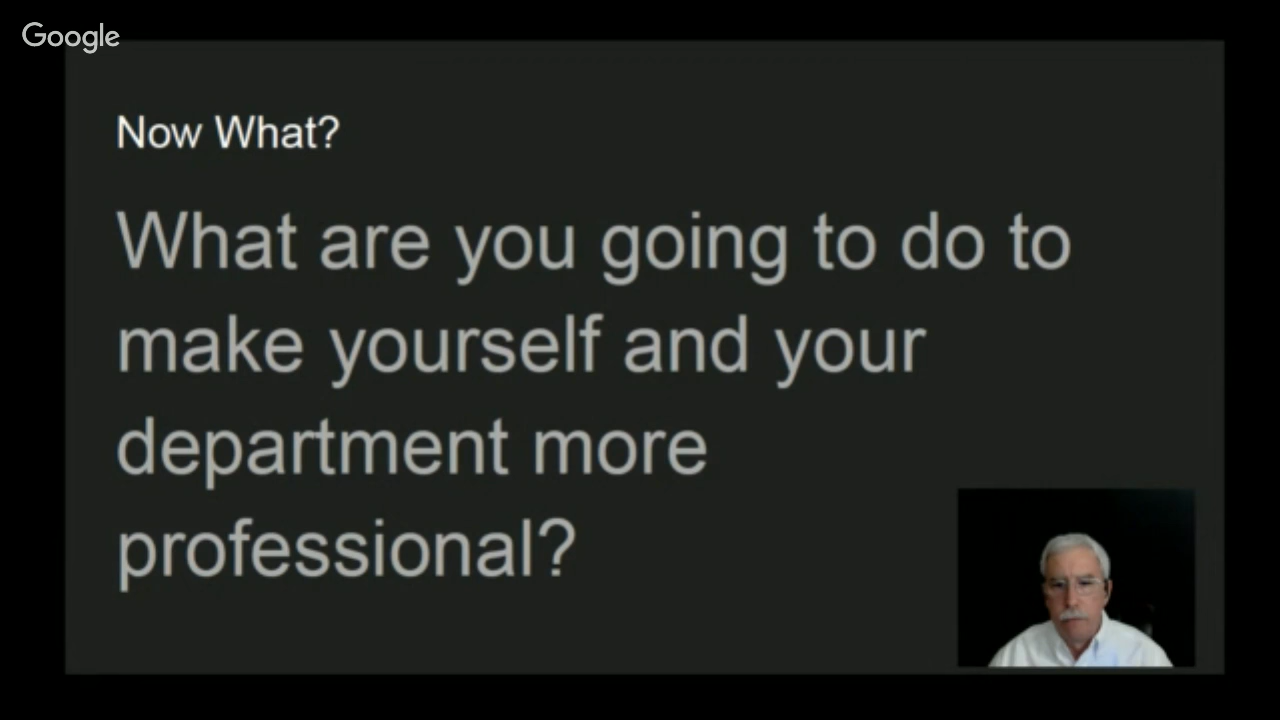 Google
Now What?
What are you going to do to
make yourself and your
department more
professional?